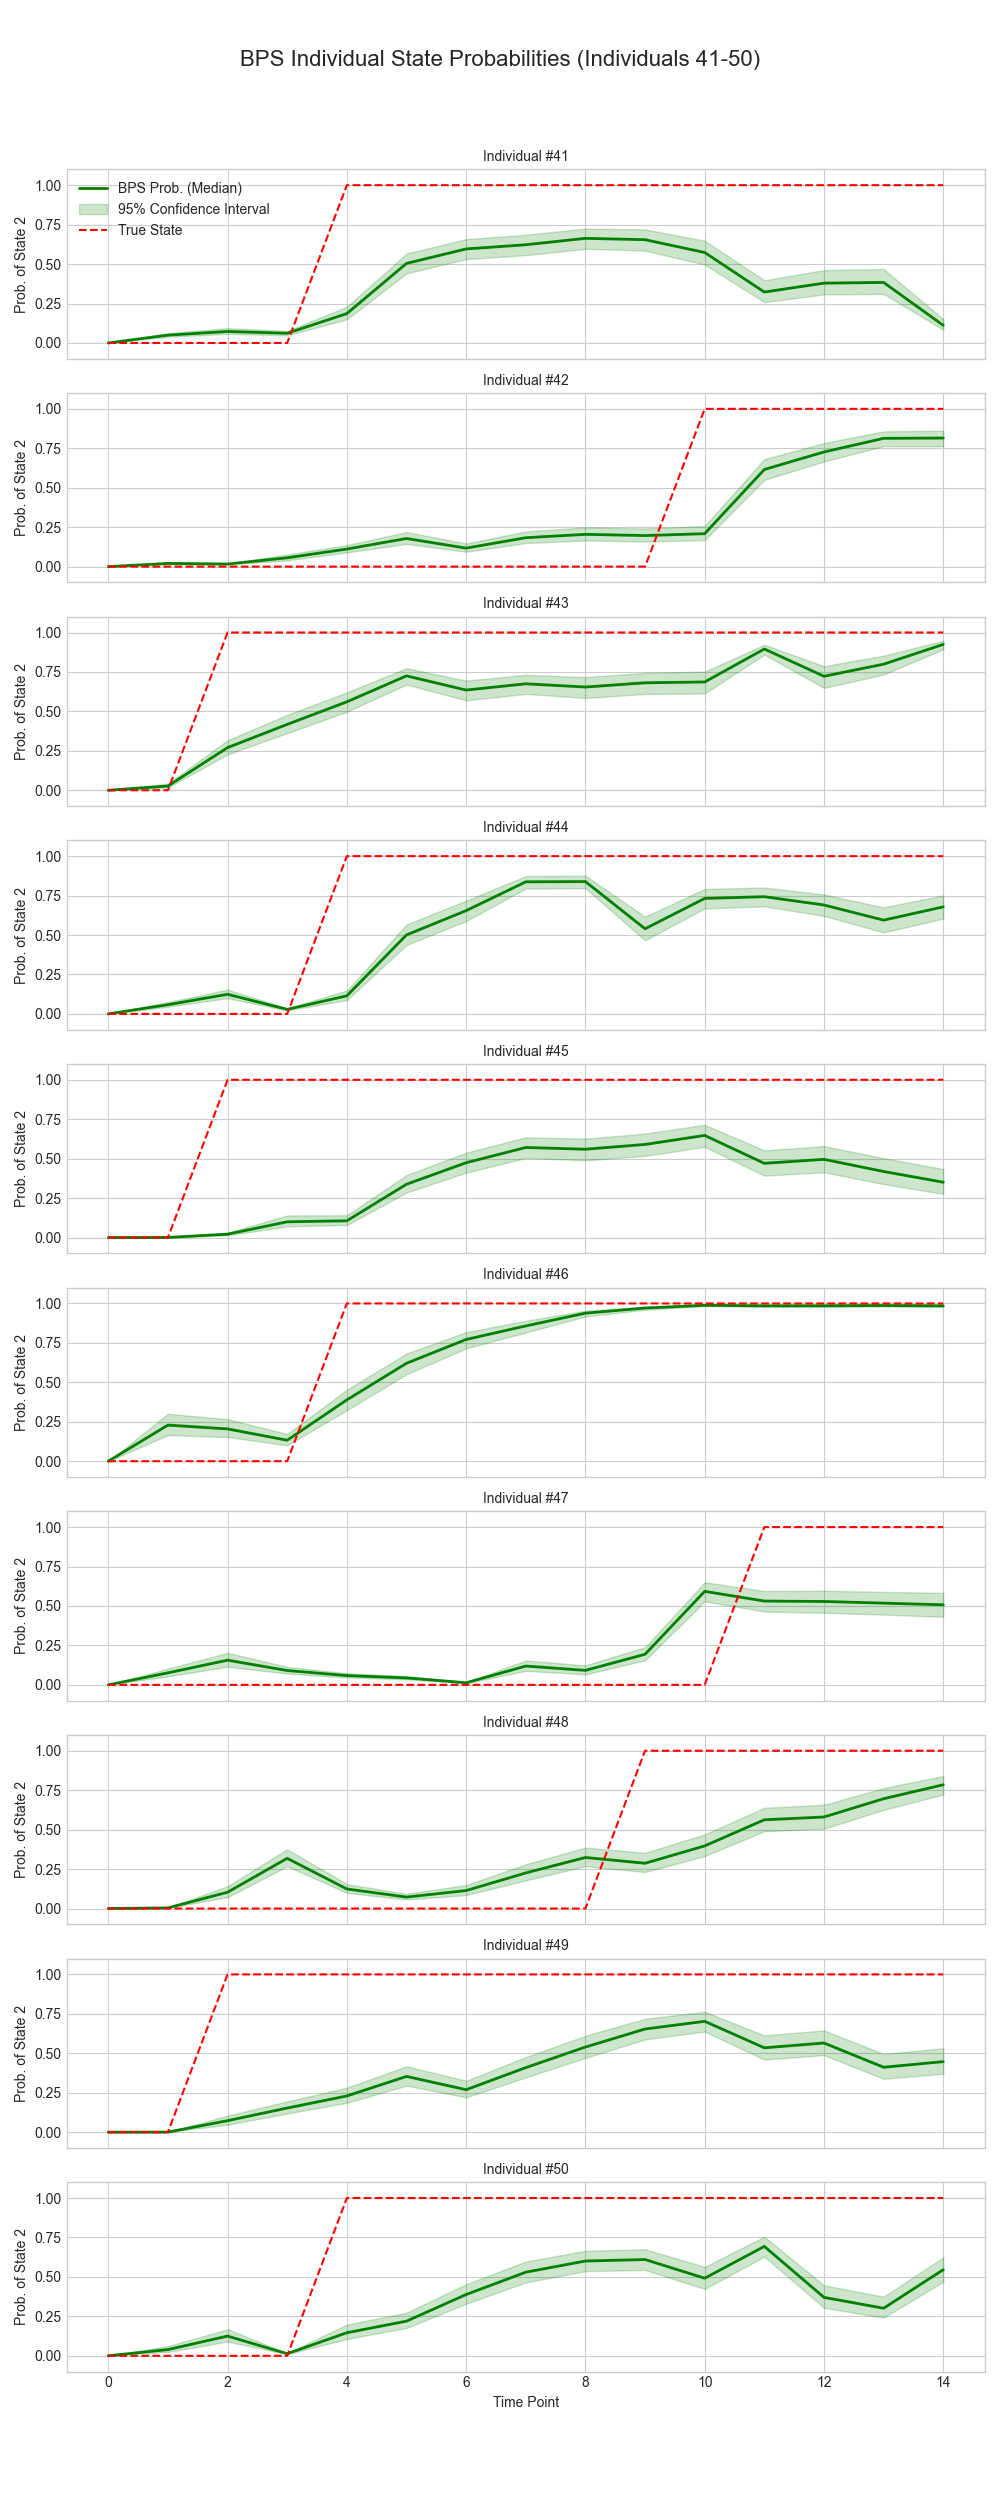 BPS Individual State Probabilities (Individuals 41-50)
Individual #41
BPS Prob. (Median)
95% Confidence Interval
True State
Prob. of State 2
1.00
0.75
0.50
0.25
0.00
Individual #42
Prob. of State 2
1.00
0.75
0.50
0.25
0.00
Individual #43
Prob. of State 2
1.00
0.75
0.50
0.25
0.00
Individual #44
Prob. of State 2
1.00
0.75
0.50
0.25
0.00
Individual #45
Prob. of State 2
1.00
0.75
0.50
0.25
0.00
Individual #46
Prob. of State 2
1.00
0.75
0.50
0.25
0.00
Individual #47
Prob. of State 2
1.00
0.75
0.50
0.25
0.00
Individual #48
Prob. of State 2
1.00
0.75
0.50
0.25
0.00
Individual #49
Prob. of State 2
1.00
0.75
0.50
0.25
0.00
Individual #50
Prob. of State 2
1.00
0.75
0.50
0.25
0.00
0 2 4 6 8 10 12 14
Time Point